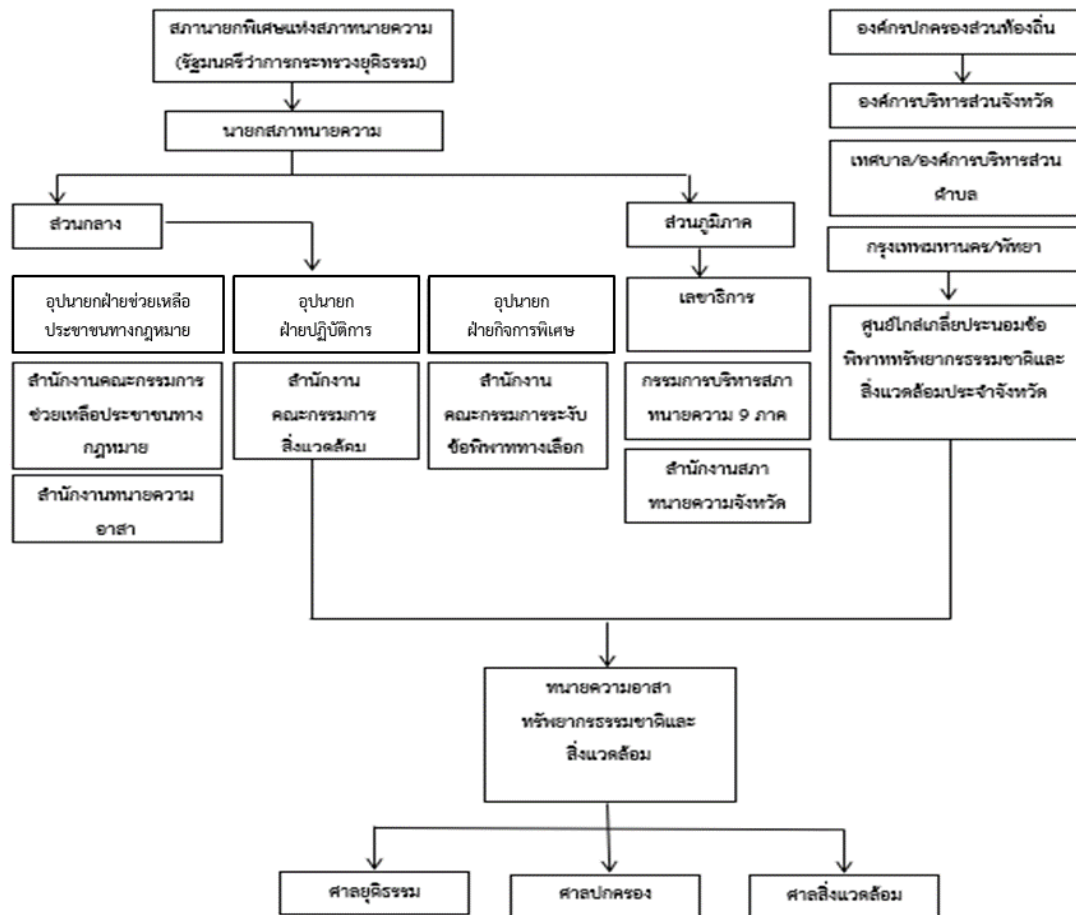 สภานายกพิเศษแห่งสภาทนายความ
(รัฐมนตรีว่าการกระทรวงยุติธรรม)
นายกสภาทนายความ
ส่วนกลาง
ส่วนภูมิภาค
อุปนายกฝ่ายช่วยเหลือ
ประชาชนทางกฎหมาย
อุปนายก
ฝ่ายปฏิบัติการ
อุปนายก
ฝ่ายกิจการพิเศษ
เลขาธิการ
สำนักงานคณะกรรมการ
ช่วยเหลือประชาชนทาง
กฎหมาย
สำนักงาน
คณะกรรมการ
สิ่งแวดล้อม
สำนักงาน
คณะกรรมการระงับ
ข้อพิพาททางเลือก
กรรมการบริหารสภา
ทนายความ 9 ภาค
สำนักงานทนายความ
อาสา
สำนักงานสภา
ทนายความจังหวัด
องค์กรปกครองส่วนท้องถิ่น
องค์การบริหารส่วนจังหวัด
เทศบาล/องค์การบริหารส่วน
ตำบล
กรุงเทพมหานคร/พัทยา
ศูนย์ไกล่เกลี่ยประนอมข้อ
พิพาททรัพยากรธรรมชาติและ
สิ่งแวดล้อมประจำจังหวัด
ทนายความอาสา
ทรัพยากรธรรมชาติและ
สิ่งแวดล้อม
ศาลยุติธรรม
ศาลปกครอง
ศาลสิ่งแวดล้อม